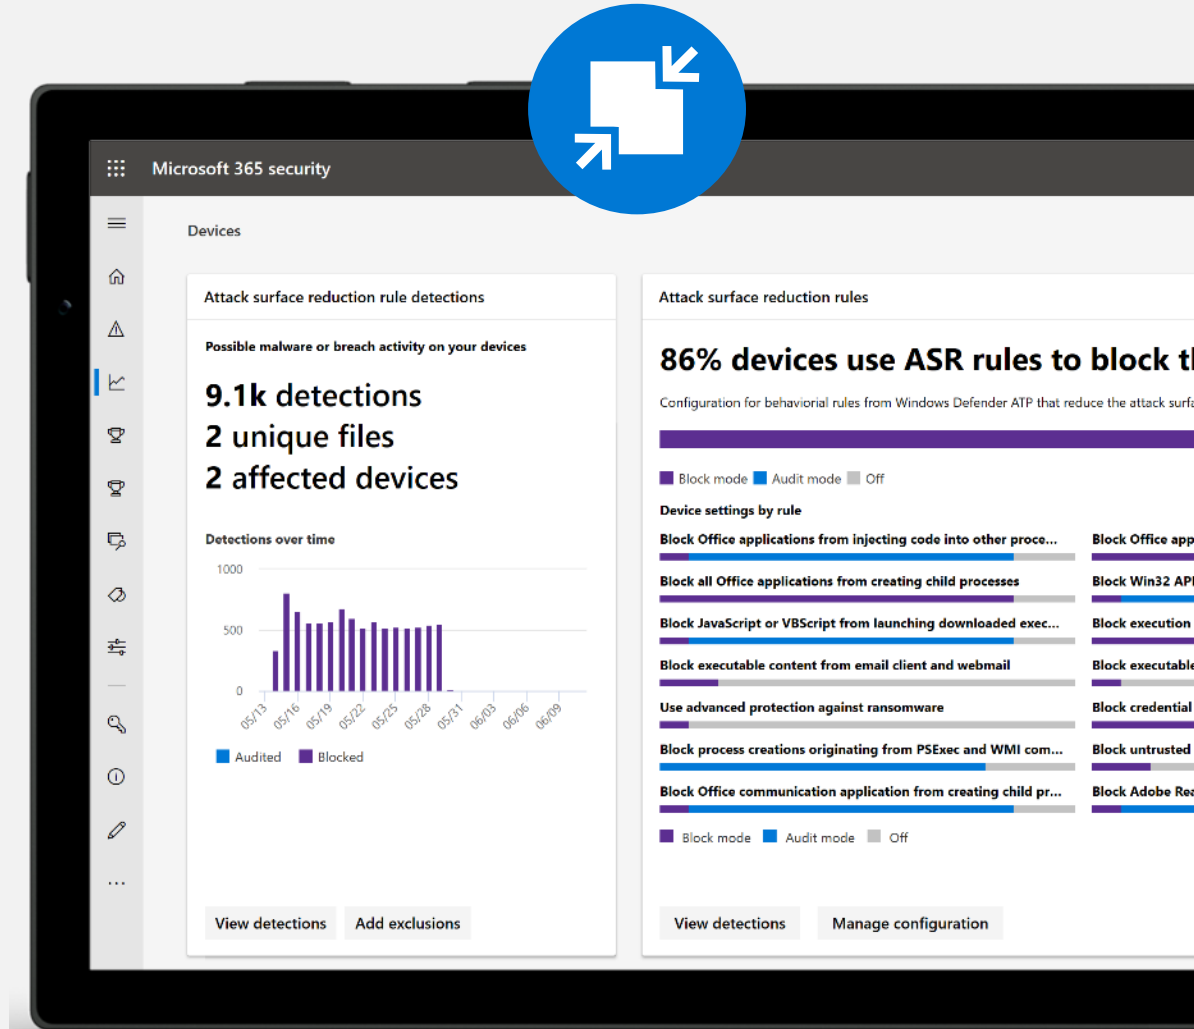 Microsoft 365 security
Devices
Attack surface reduction rule detections
Possible malware or breach activity on your devices
9.1k detections
2 unique files
2 affected devices
Detections over time
1000
500
0
05/13
05/16
05/19
05/22
05/25
05/28
05/31
06/03
06/06
06/09
Audited
Blocked
View detections
Add exclusions
Attack surface reduction rules
86% devices use ASR rules to block
Configuration for behaviorial rules from Windows Defender ATP that reduce the attack
Block mode Audit mode Off
Device settings by rule
Block Office applications from injecting code into other proce...
Block all Office applications from creating child processes
Block JavaScript or VBScript from launching downloaded exec...
Block executable content from email client and webmail
Use advanced protection against ransomware
Block process creations originating from PSExec and WMI com...
Block Office communication application from creating child pr...
Block Office app
Block Win32 API
Block execution
Block executable
Block credential
Block untrusted
Block Adobe Rea
Block mode Audit mode Off
View detections
Manage configuration